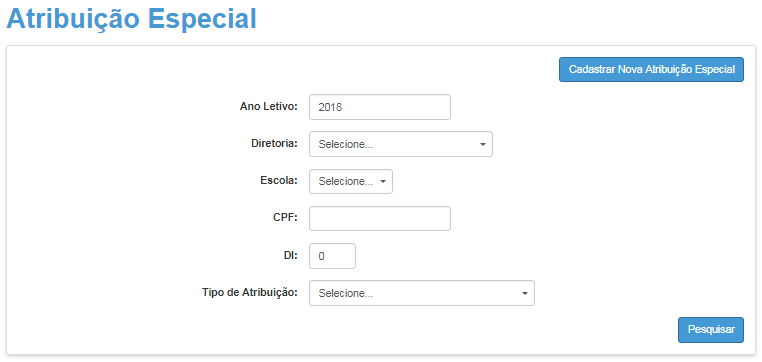 Atribuição Especial
Cadastrar Nova Atribuição Especial
Ano Letivo: 2018
Diretoria: Selecione...
Escola: Selecione...
CPF:
DI: 0
Tipo de Atribuição: Selecione...
Pesquisar